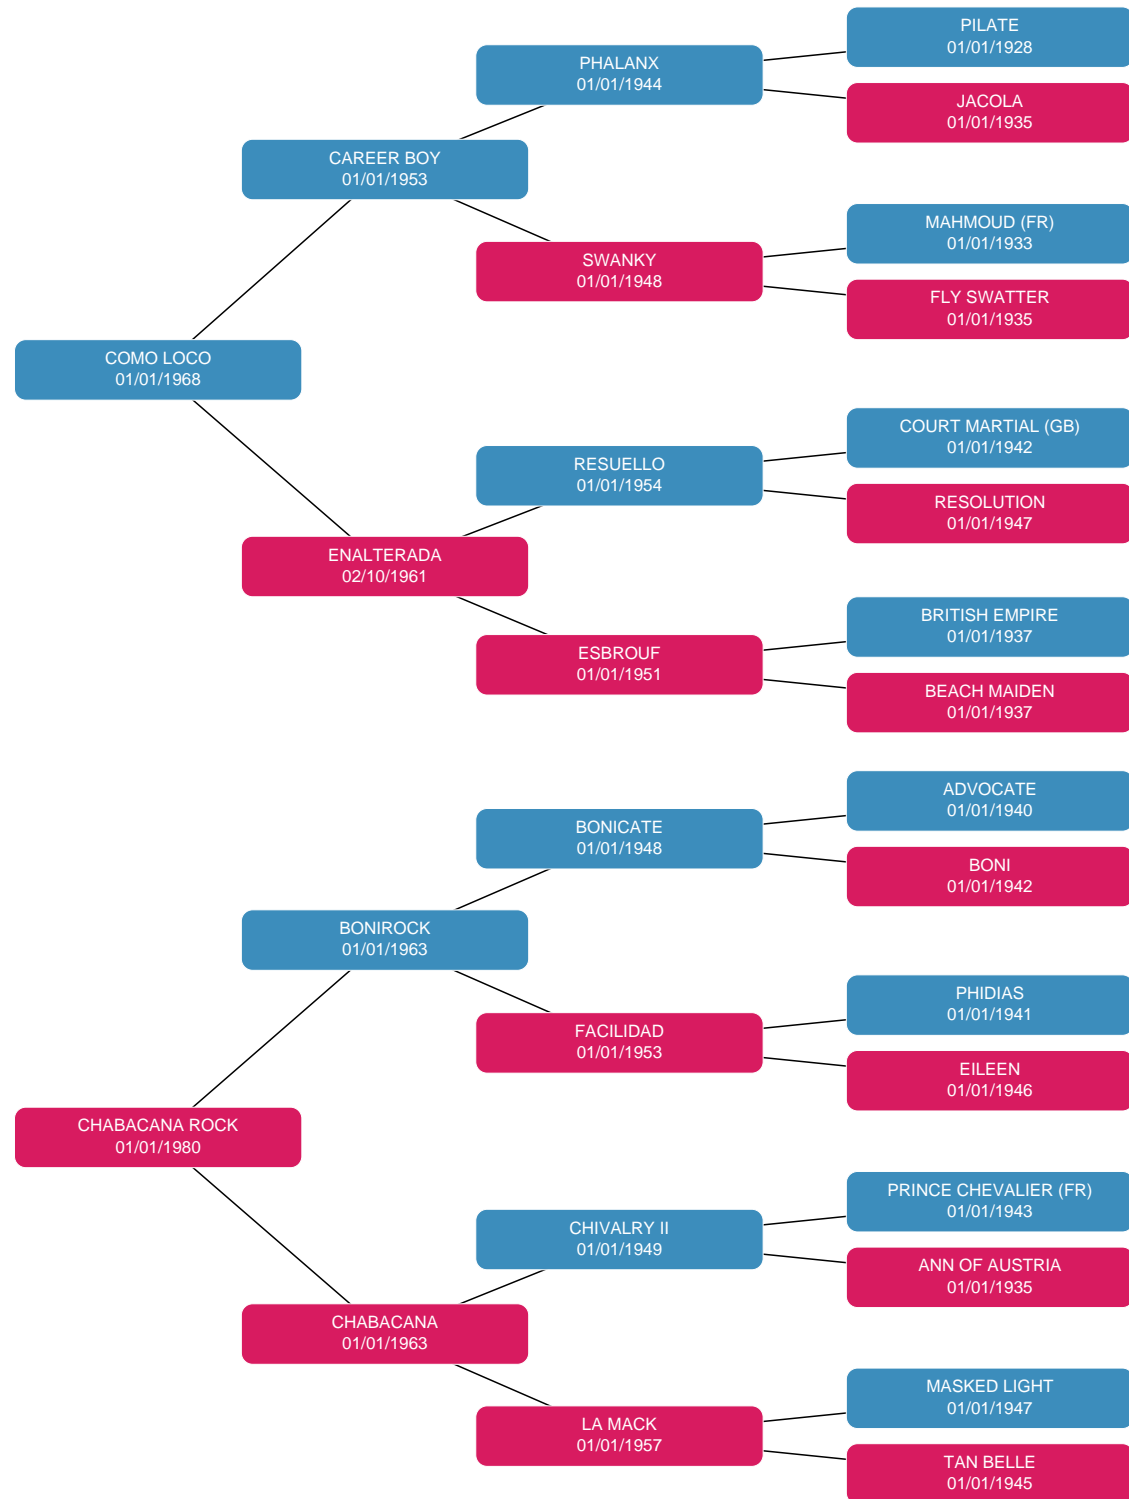 PILATE
01/01/1928
PHALANX
01/01/1944
JACOLA
01/01/1935
CAREER BOY
01/01/1953
MAHMOUD (FR)
01/01/1933
SWANKY
01/01/1948
FLY SWATTER
01/01/1935
COMO LOCO
01/01/1968
COURT MARTIAL (GB)
01/01/1942
RESUELLO
01/01/1954
RESOLUTION
01/01/1947
ENALTERADA
02/10/1961
BRITISH EMPIRE
01/01/1937
ESBROUF
01/01/1951
BEACH MAIDEN
01/01/1937
ADVOCATE
01/01/1940
BONICATE
01/01/1948
BONI
01/01/1942
BONIROCK
01/01/1963
PHIDIAS
01/01/1941
FACILIDAD
01/01/1953
EILEEN
01/01/1946
CHABACANA ROCK
01/01/1980
PRINCE CHEVALIER (FR)
01/01/1943
CHIVALRY II
01/01/1949
ANN OF AUSTRIA
01/01/1935
CHABACANA
01/01/1963
MASKED LIGHT
01/01/1947
LA MACK
01/01/1957
TAN BELLE
01/01/1945